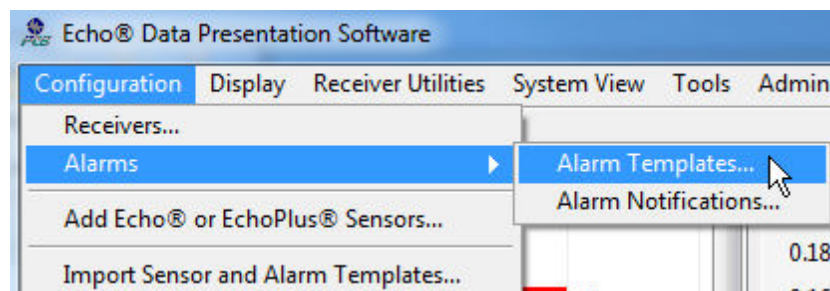 Echo® Data Presentation Software
Configuration Display Receiver Utilities System View Tools Admin
Receivers...
Alarms Alarm Templates...
Alarm Notifications...
Add Echo® or EchoPlus® Sensors...
0.18
Import Sensor and Alarm Templates...